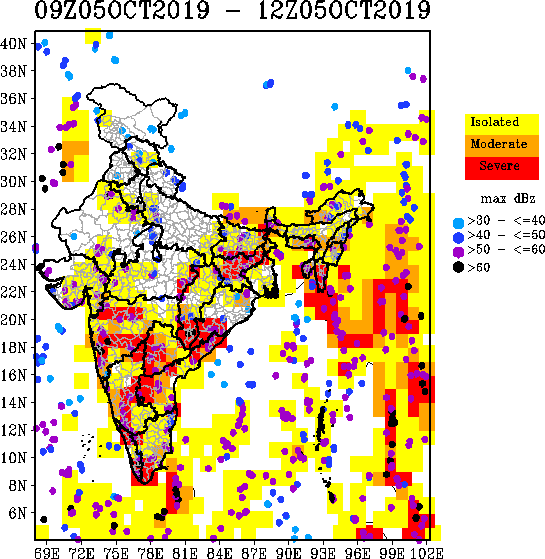 09Z05OCT2019 - 12Z05OCT2019
40N
38N
36N
34N
32N
30N
28N
26N
24N
22N
20N
18N
16N
14N
12N
10N
8N
6N
69E 72E 75E 78E 81E 84E 87E 90E 93E 96E 99E 102E
Isolated
Moderate
Severe
max dBz
>30 - <=40
>40 - <=50
>50 - <=60
>60